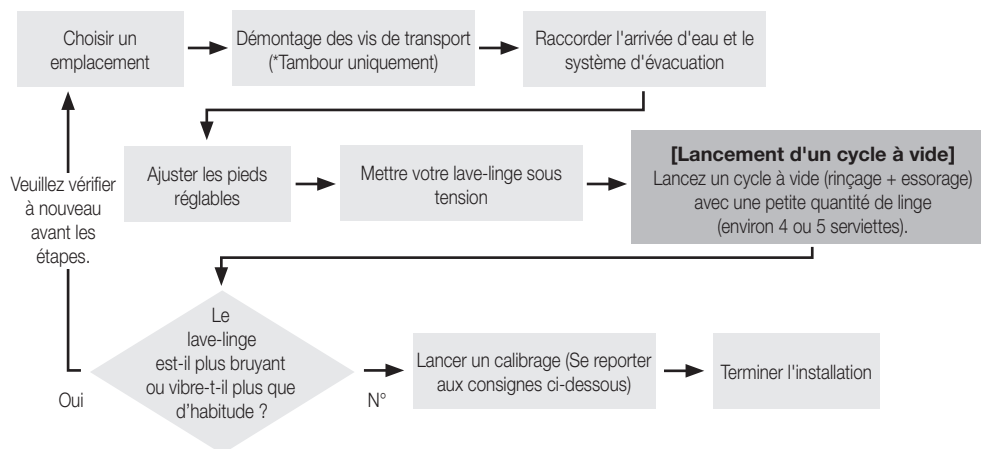 Choisir un
emplacement
Démontage des vis de transport
(*Tambour uniquement)
Raccorder l'arrivée d'eau et le
système d'évacuation
Ajuster les pieds
réglables
Mettre votre lave-linge sous
tension
[Lancement d'un cycle à vide]
Lancez un cycle à vide (rinçage + essorage)
avec une petite quantité de linge
(environ 4 ou 5 serviettes).
Veuillez vérifier
à nouveau
avant les
étapes.
Le
lave-linge
est-il plus bruyant
ou vibre-t-il plus que
d’habitude ?
Oui
N°
Lancer un calibrage (Se reporter
aux consignes ci-dessous)
Terminer l'installation